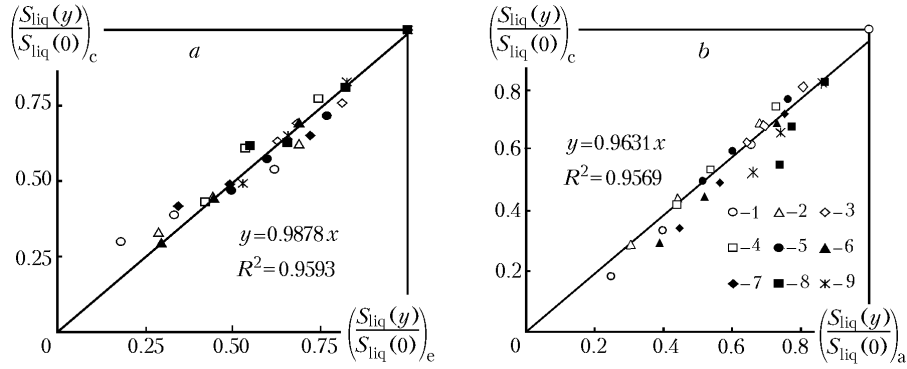 (S_liq(y)/S_liq(0))_c
a
0.75
0.50
0.25
0
y=0.9878x
R²=0.9593
0.25 0.50 0.75
(S_liq(y)/S_liq(0))_e
(S_liq(y)/S_liq(0))_c
b
0.8
0.6
0.4
0.2
0
y=0.9631x
R²=0.9569
–1 –2 –3
–4 –5 –6
–7 –8 –9
0.2 0.4 0.6 0.8
(S_liq(y)/S_liq(0))_a